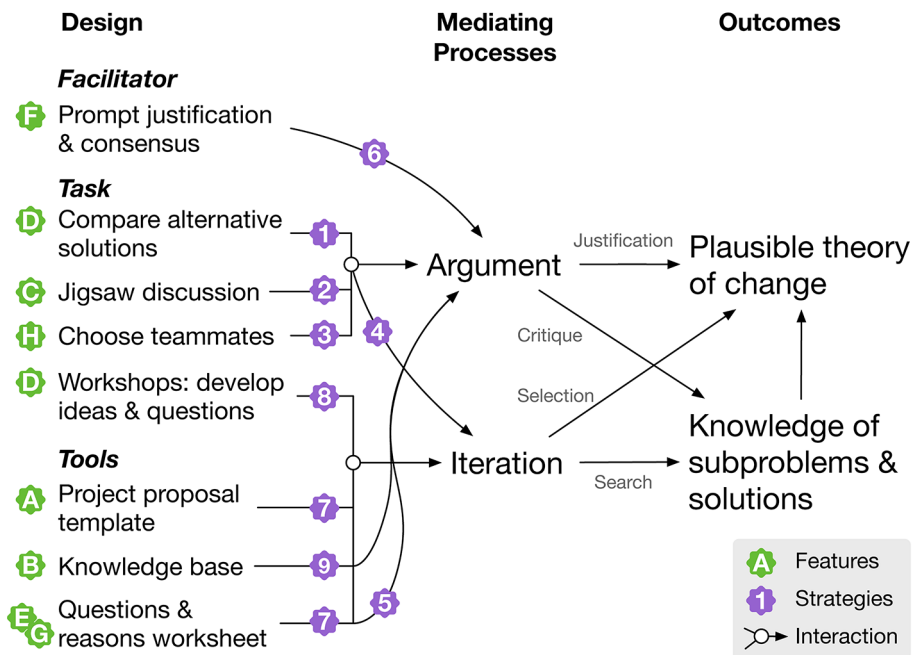 Design
Mediating
Processes
Outcomes
Facilitator
F Prompt justification
& consensus
6
Task
D Compare alternative
solutions
1
C Jigsaw discussion 2
H Choose teammates 3
4
D Workshops: develop
ideas & questions
8
Tools
A Project proposal
template
7
B Knowledge base 9
E G Questions &
reasons worksheet
7 5
Argument
Iteration
Justification
Critique
Selection
Search
Plausible theory
of change
Knowledge of
subproblems &
solutions
A Features
1 Strategies
Interaction